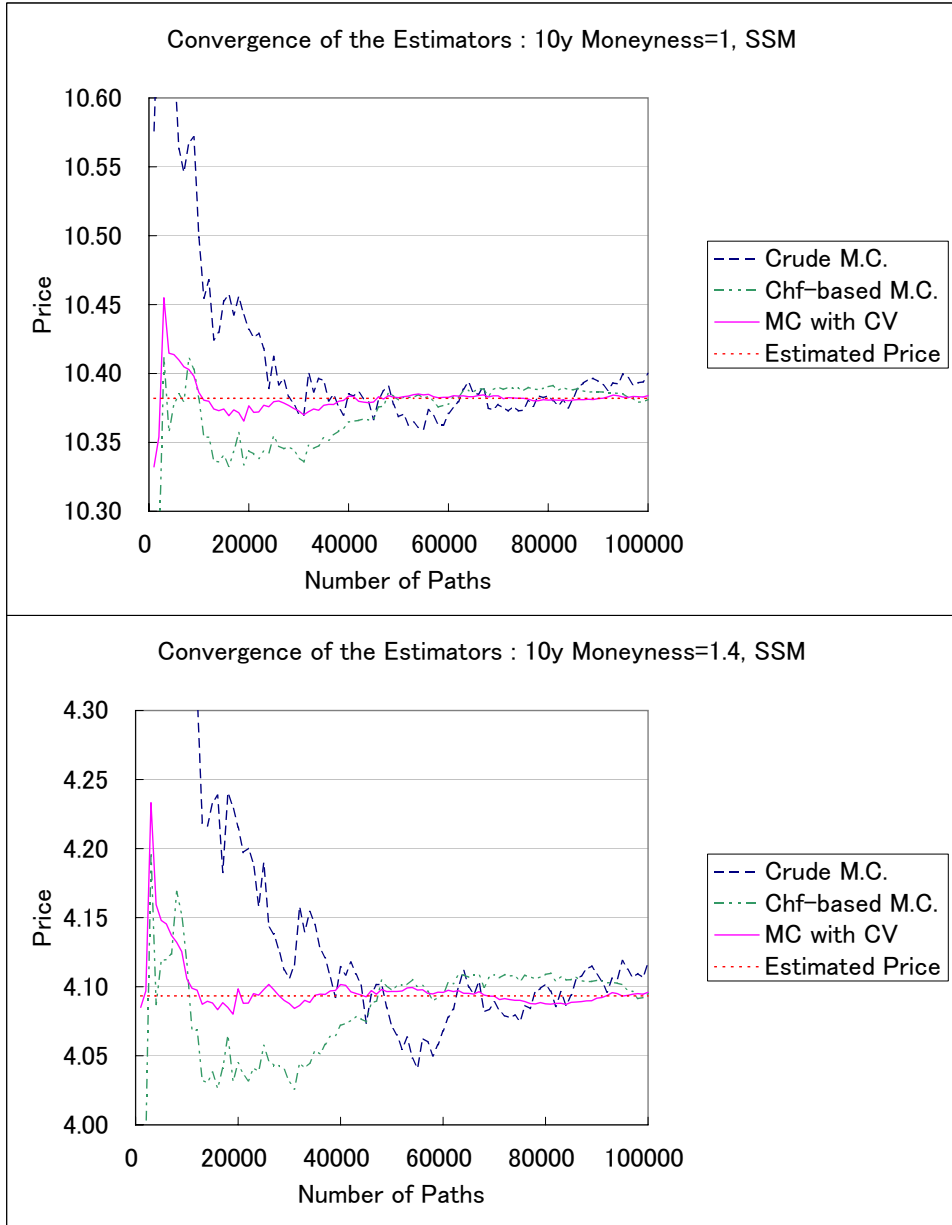 Convergence of the Estimators : 10y Moneyness=1, SSM
10.60
10.55
10.50
10.45
10.40
10.35
10.30
Price
0 20000 40000 60000 80000 100000
Number of Paths
Crude M.C.
Chf-based M.C.
MC with CV
Estimated Price
Convergence of the Estimators : 10y Moneyness=1.4, SSM
4.30
4.25
4.20
4.15
4.10
4.05
4.00
Price
0 20000 40000 60000 80000 100000
Number of Paths
Crude M.C.
Chf-based M.C.
MC with CV
Estimated Price